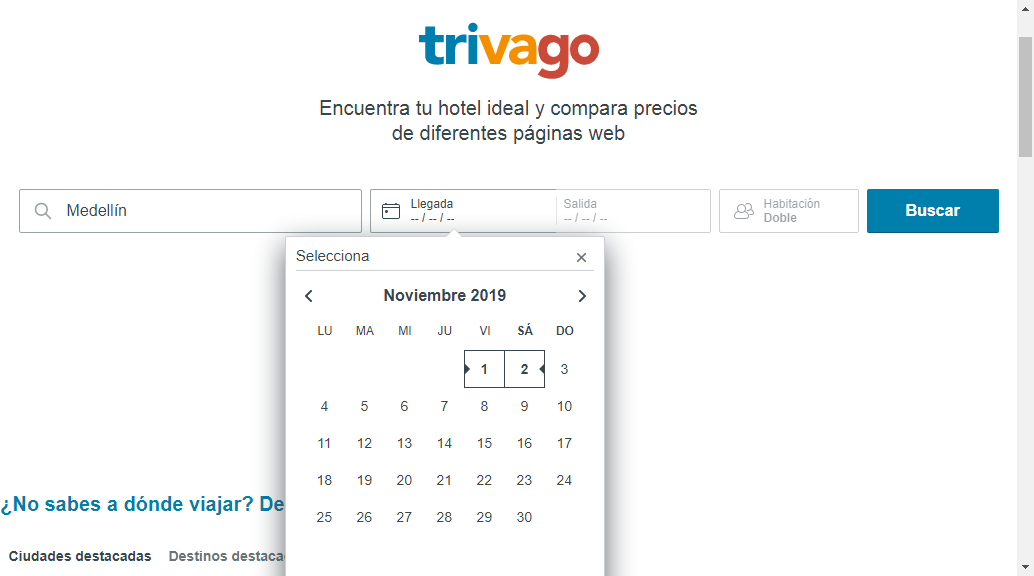 trivago
Encuentra tu hotel ideal y compara precios
de diferentes páginas web
Medellín
Llegada
-- / -- / --
Salida
-- / -- / --
Habitación
Doble
Buscar
Selecciona
Noviembre 2019
LU MA MI JU VI SÁ DO
1 2 3
4 5 6 7 8 9 10
11 12 13 14 15 16 17
18 19 20 21 22 23 24
25 26 27 28 29 30
¿No sabes a dónde viajar? De
Ciudades destacadas Destinos destaca